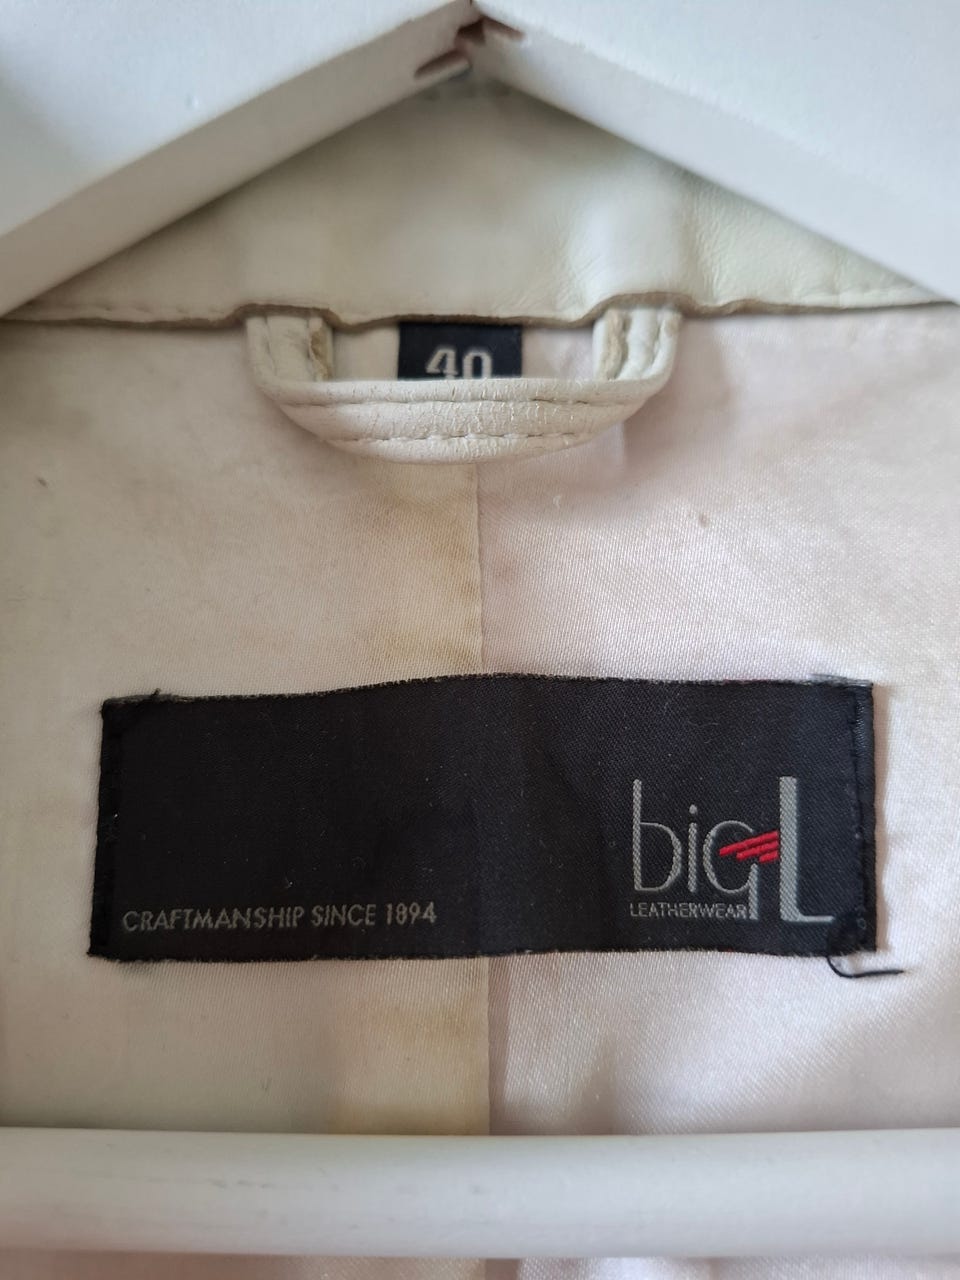 40
big L
LEATHERWEAR
CRAFTMANSHIP SINCE 1894